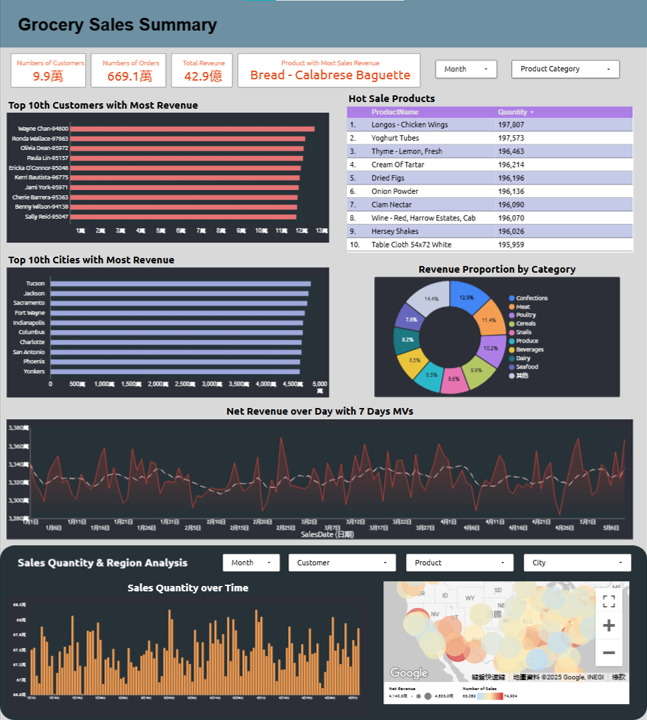 Grocery Sales Summary
Numbers of Customers
9.9萬
Numbers of Orders
669.1萬
Total Reveune
42.9億
Product with Most Sales Revenue
Bread - Calabrese Baguette
Month
Product Category
Top 10th Customers with Most Revenue
Wayne Chan-94800
Ronda Wallace-97863
Olivia Dean-95972
Paula Lin-95157
Ericka O'Connor-95048
Kerri Bautista-96775
Jami York-95971
Cherie Barrera-95363
Benny Wilson-94138
Sally Reid-95047
1萬 2萬 3萬 4萬 5萬 6萬 7萬 8萬 9萬 10萬 11萬 12萬 13萬
Hot Sale Products
ProductName Quantity
1. Longos - Chicken Wings 197,807
2. Yoghurt Tubes 197,573
3. Thyme - Lemon, Fresh 196,463
4. Cream Of Tartar 196,214
5. Dried Figs 196,196
6. Onion Powder 196,136
7. Clam Nectar 196,090
8. Wine - Red, Harrow Estates, Cab 196,070
9. Hersey Shakes 196,026
10. Table Cloth 54x72 White 195,959
Top 10th Cities with Most Revenue
Tucson
Jackson
Sacramento
Fort Wayne
Indianapolis
Columbus
Charlotte
San Antonio
Phoenix
Yonkers
0 500萬 1,000萬 1,500萬 2,000萬 2,500萬 3,000萬 3,500萬 4,000萬 4,500萬 5,000萬
Revenue Proportion by Category
12.9%
11.4%
10.2%
9.9%
8.6%
8.5%
8.5%
8.2%
7.6%
14.4%
Confections
Meat
Poultry
Cereals
Snails
Produce
Beverages
Dairy
Seafood
其他
Net Revenue over Day with 7 Days MVs
3,380萬
3,360萬
3,340萬
3,320萬
3,300萬
3,280萬
1月1日 1月11日 1月21日 1月31日 2月10日 2月20日 3月2日 3月12日 3月22日 4月1日 4月11日 4月21日 5月1日
1月6日 1月16日 1月26日 2月5日 2月15日 2月25日 3月7日 3月17日 3月27日 4月6日 4月16日 4月26日 5月6日
SalesDate (日期)
Sales Quantity & Region Analysis
Month
Customer
Product
City
Sales Quantity over Time
68萬
67萬
OR ID WY SD NE
國
Google
鍵盤快速鍵 地圖資料 ©2025 Google, INEGI 條款
Net Revenue
Number of Sales